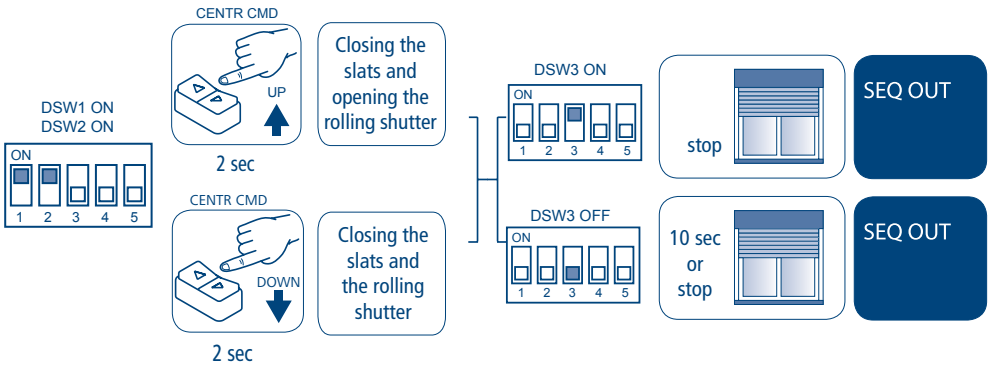 DSW1 ON
DSW2 ON
ON
1 2 3 4 5
CENTR CMD
UP
2 sec
Closing the
slats and
opening the
rolling shutter
CENTR CMD
DOWN
2 sec
Closing the
slats and
the rolling
shutter
DSW3 ON
ON
1 2 3 4 5
stop
SEQ OUT
DSW3 OFF
ON
1 2 3 4 5
10 sec
or
stop
SEQ OUT